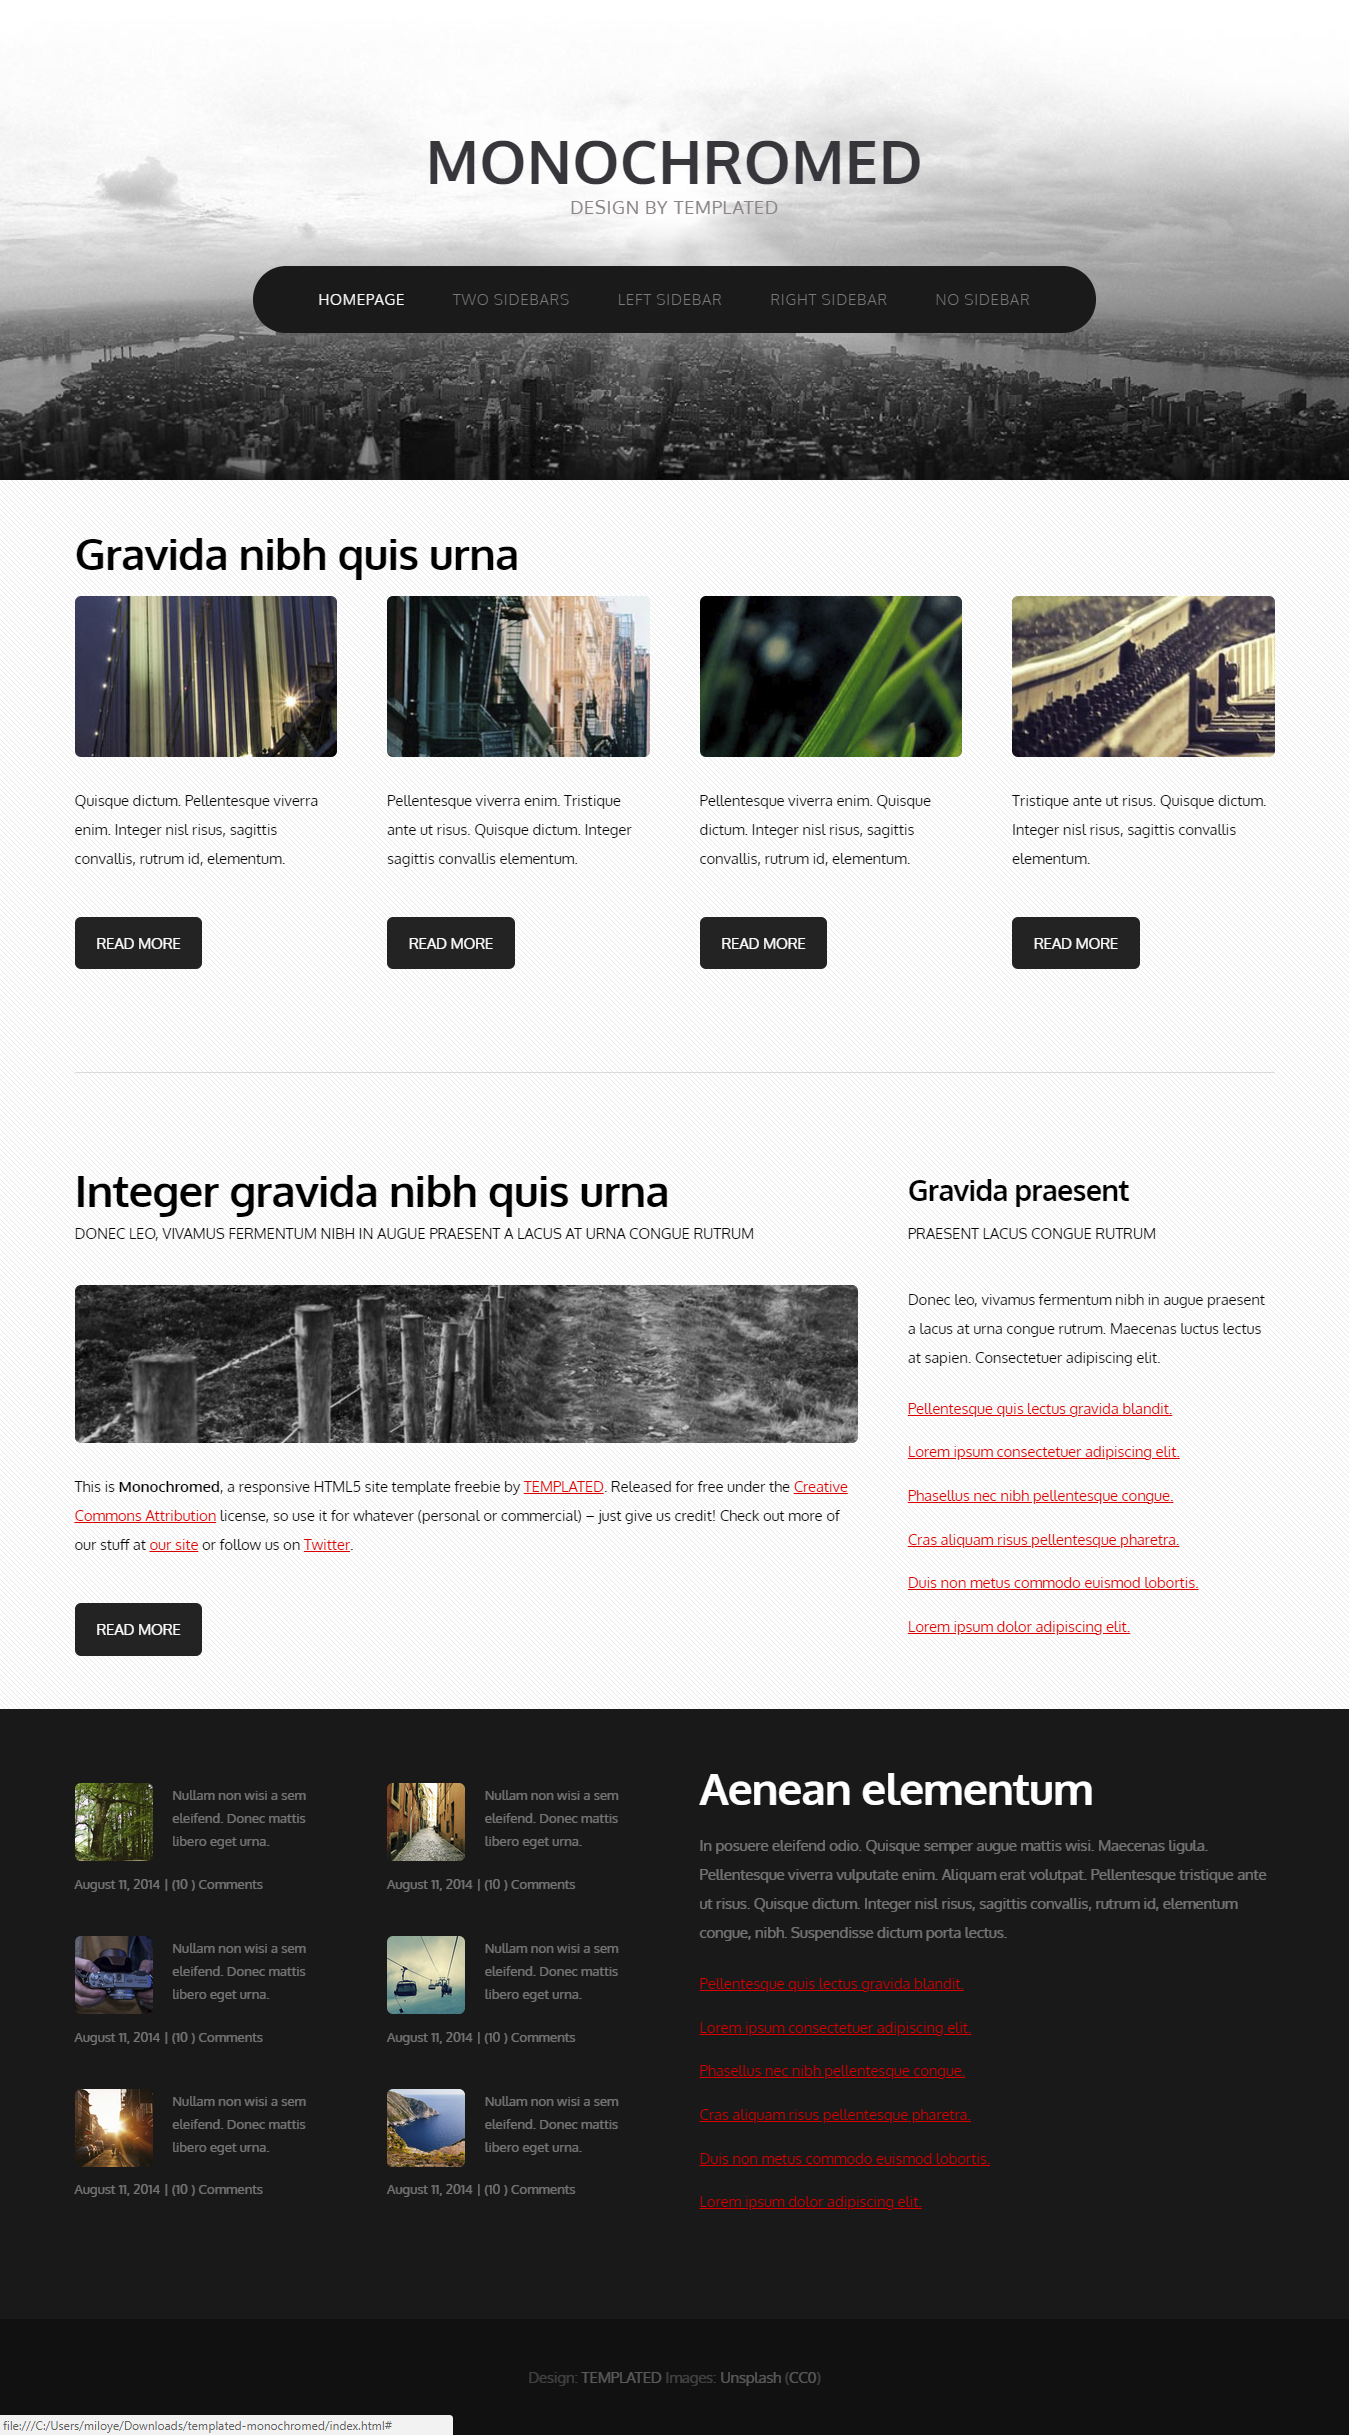 MONOCHROMED
DESIGN BY TEMPLATED
HOMEPAGE TWO SIDEBARS LEFT SIDEBAR RIGHT SIDEBAR NO SIDEBAR
Gravida nibh quis urna
Quisque dictum. Pellentesque viverra
enim. Integer nisl risus, sagittis
convallis, rutrum id, elementum.
READ MORE
Pellentesque viverra enim. Tristique
ante ut risus. Quisque dictum. Integer
sagittis convallis elementum.
READ MORE
Pellentesque viverra enim. Quisque
dictum. Integer nisl risus, sagittis
convallis, rutrum id, elementum.
READ MORE
Tristique ante ut risus. Quisque dictum.
Integer nisl risus, sagittis convallis
elementum.
READ MORE
Integer gravida nibh quis urna
DONEC LEO, VIVAMUS FERMENTUM NIBH IN AUGUE PRAESENT A LACUS AT URNA CONGUE RUTRUM
This is Monochromed, a responsive HTML5 site template freebie by TEMPLATED. Released for free under the Creative
Commons Attribution license, so use it for whatever (personal or commercial) – just give us credit! Check out more of
our stuff at our site or follow us on Twitter.
READ MORE
Gravida praesent
PRAESENT LACUS CONGUE RUTRUM
Donec leo, vivamus fermentum nibh in augue praesent
a lacus at urna congue rutrum. Maecenas luctus lectus
at sapien. Consectetuer adipiscing elit.
Pellentesque quis lectus gravida blandit.
Lorem ipsum consectetuer adipiscing elit.
Phasellus nec nibh pellentesque congue.
Cras aliquam risus pellentesque pharetra.
Duis non metus commodo euismod lobortis.
Lorem ipsum dolor adipiscing elit.
Nullam non wisi a sem
eleifend. Donec mattis
libero eget urna.
August 11, 2014 | (10 ) Comments
Nullam non wisi a sem
eleifend. Donec mattis
libero eget urna.
August 11, 2014 | (10 ) Comments
Nullam non wisi a sem
eleifend. Donec mattis
libero eget urna.
August 11, 2014 | (10 ) Comments
Nullam non wisi a sem
eleifend. Donec mattis
libero eget urna.
August 11, 2014 | (10 ) Comments
Nullam non wisi a sem
eleifend. Donec mattis
libero eget urna.
August 11, 2014 | (10 ) Comments
Nullam non wisi a sem
eleifend. Donec mattis
libero eget urna.
August 11, 2014 | (10 ) Comments
Aenean elementum
In posuere eleifend odio. Quisque semper augue mattis wisi. Maecenas ligula.
Pellentesque viverra vulputate enim. Aliquam erat volutpat. Pellentesque tristique ante
ut risus. Quisque dictum. Integer nisl risus, sagittis convallis, rutrum id, elementum
congue, nibh. Suspendisse dictum porta lectus.
Pellentesque quis lectus gravida blandit.
Lorem ipsum consectetuer adipiscing elit.
Phasellus nec nibh pellentesque congue.
Cras aliquam risus pellentesque pharetra.
Duis non metus commodo euismod lobortis.
Lorem ipsum dolor adipiscing elit.
Design: TEMPLATED Images: Unsplash (CC0)
file:///C:/Users/miloye/Downloads/templated-monochromed/index.html#